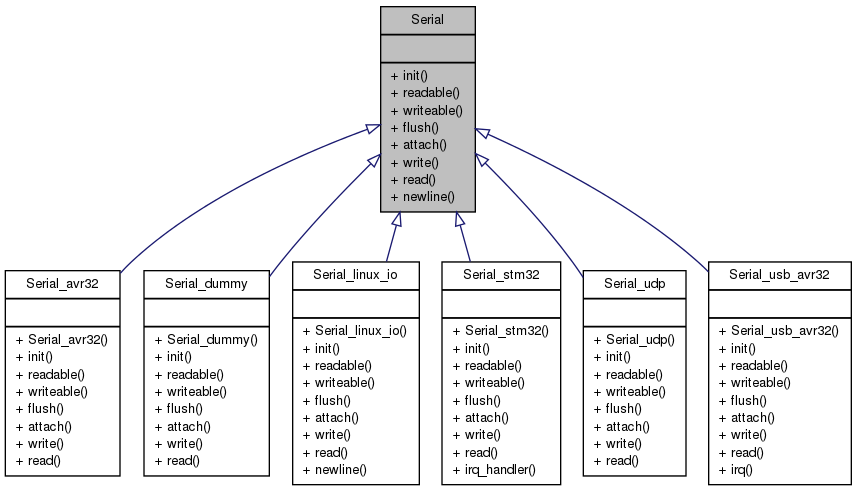 Serial
+ init()
+ readable()
+ writeable()
+ flush()
+ attach()
+ write()
+ read()
+ newline()
Serial_avr32
+ Serial_avr32()
+ init()
+ readable()
+ writeable()
+ flush()
+ attach()
+ write()
+ read()
Serial_dummy
+ Serial_dummy()
+ init()
+ readable()
+ writeable()
+ flush()
+ attach()
+ write()
+ read()
Serial_linux_io
+ Serial_linux_io()
+ init()
+ readable()
+ writeable()
+ flush()
+ attach()
+ write()
+ read()
+ newline()
Serial_stm32
+ Serial_stm32()
+ init()
+ readable()
+ writeable()
+ flush()
+ attach()
+ write()
+ read()
+ irq_handler()
Serial_udp
+ Serial_udp()
+ init()
+ readable()
+ writeable()
+ flush()
+ attach()
+ write()
+ read()
Serial_usb_avr32
+ Serial_usb_avr32()
+ init()
+ readable()
+ writeable()
+ flush()
+ attach()
+ write()
+ read()
+ irq()